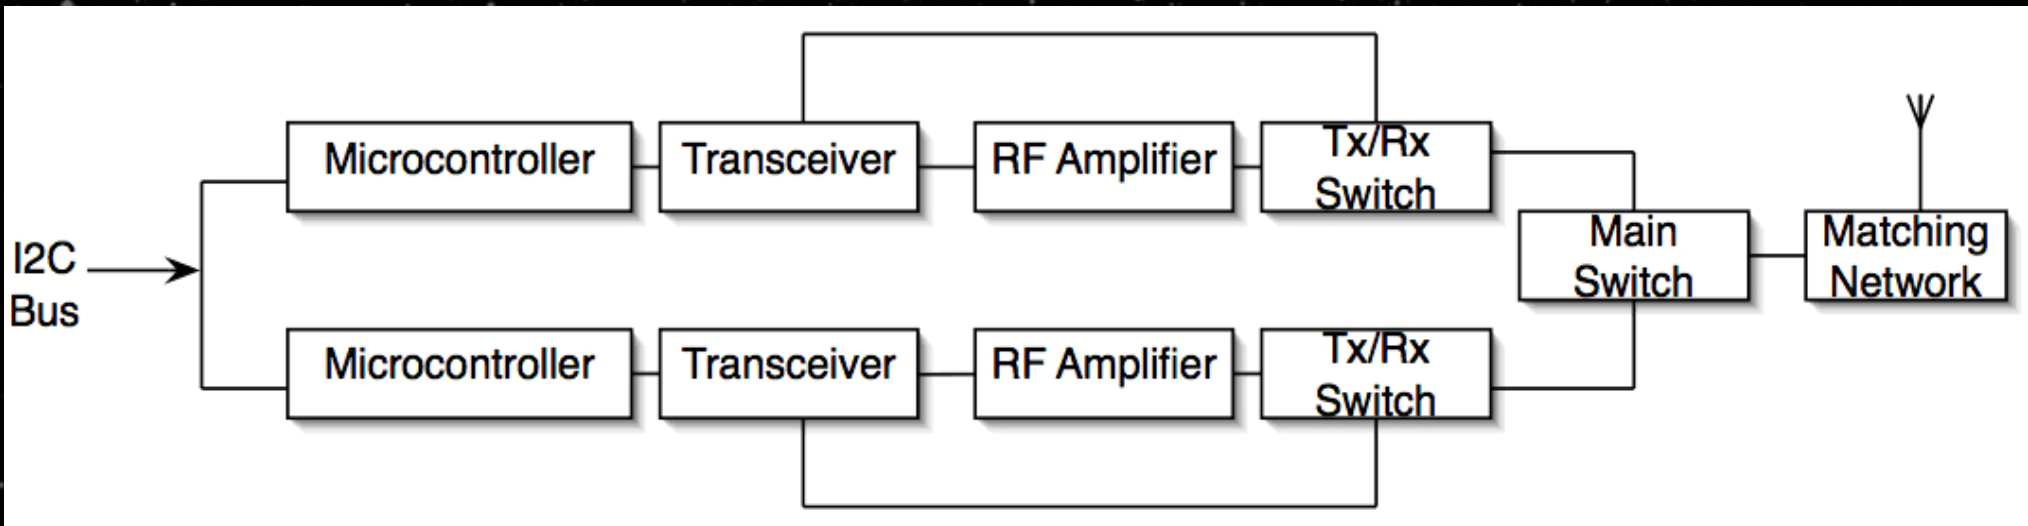 Microcontroller
Transceiver
RF Amplifier
Tx/Rx
Switch
I2C
Bus
Main
Switch
Matching
Network
Microcontroller
Transceiver
RF Amplifier
Tx/Rx
Switch